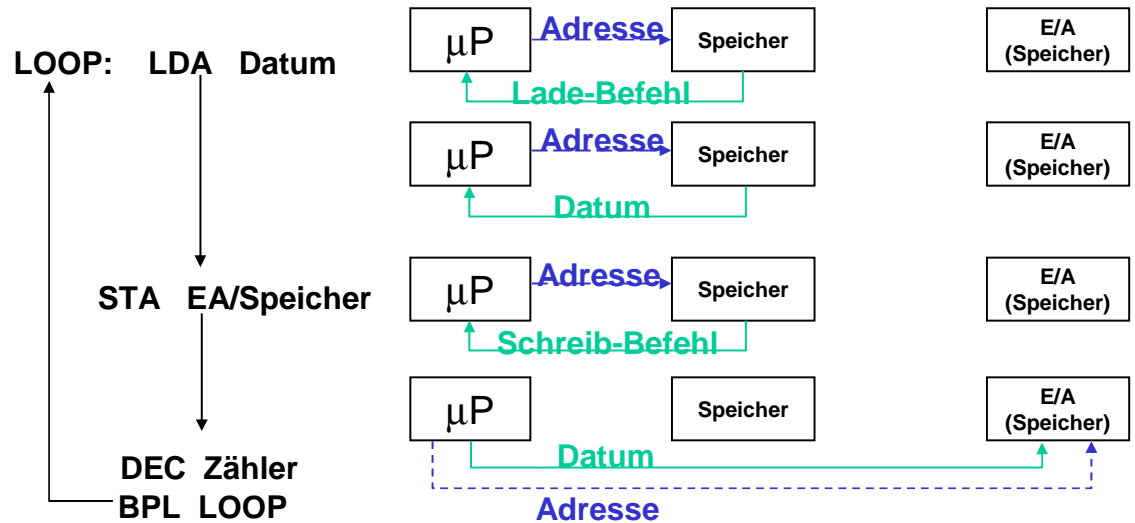 µP
Adresse
Speicher
E/A
(Speicher)
LOOP: LDA Datum
Lade-Befehl
µP
Adresse
Speicher
E/A
(Speicher)
Datum
µP
Adresse
Speicher
E/A
(Speicher)
STA EA/Speicher
Schreib-Befehl
µP
Speicher
E/A
(Speicher)
Datum
DEC Zähler
BPL LOOP
Adresse